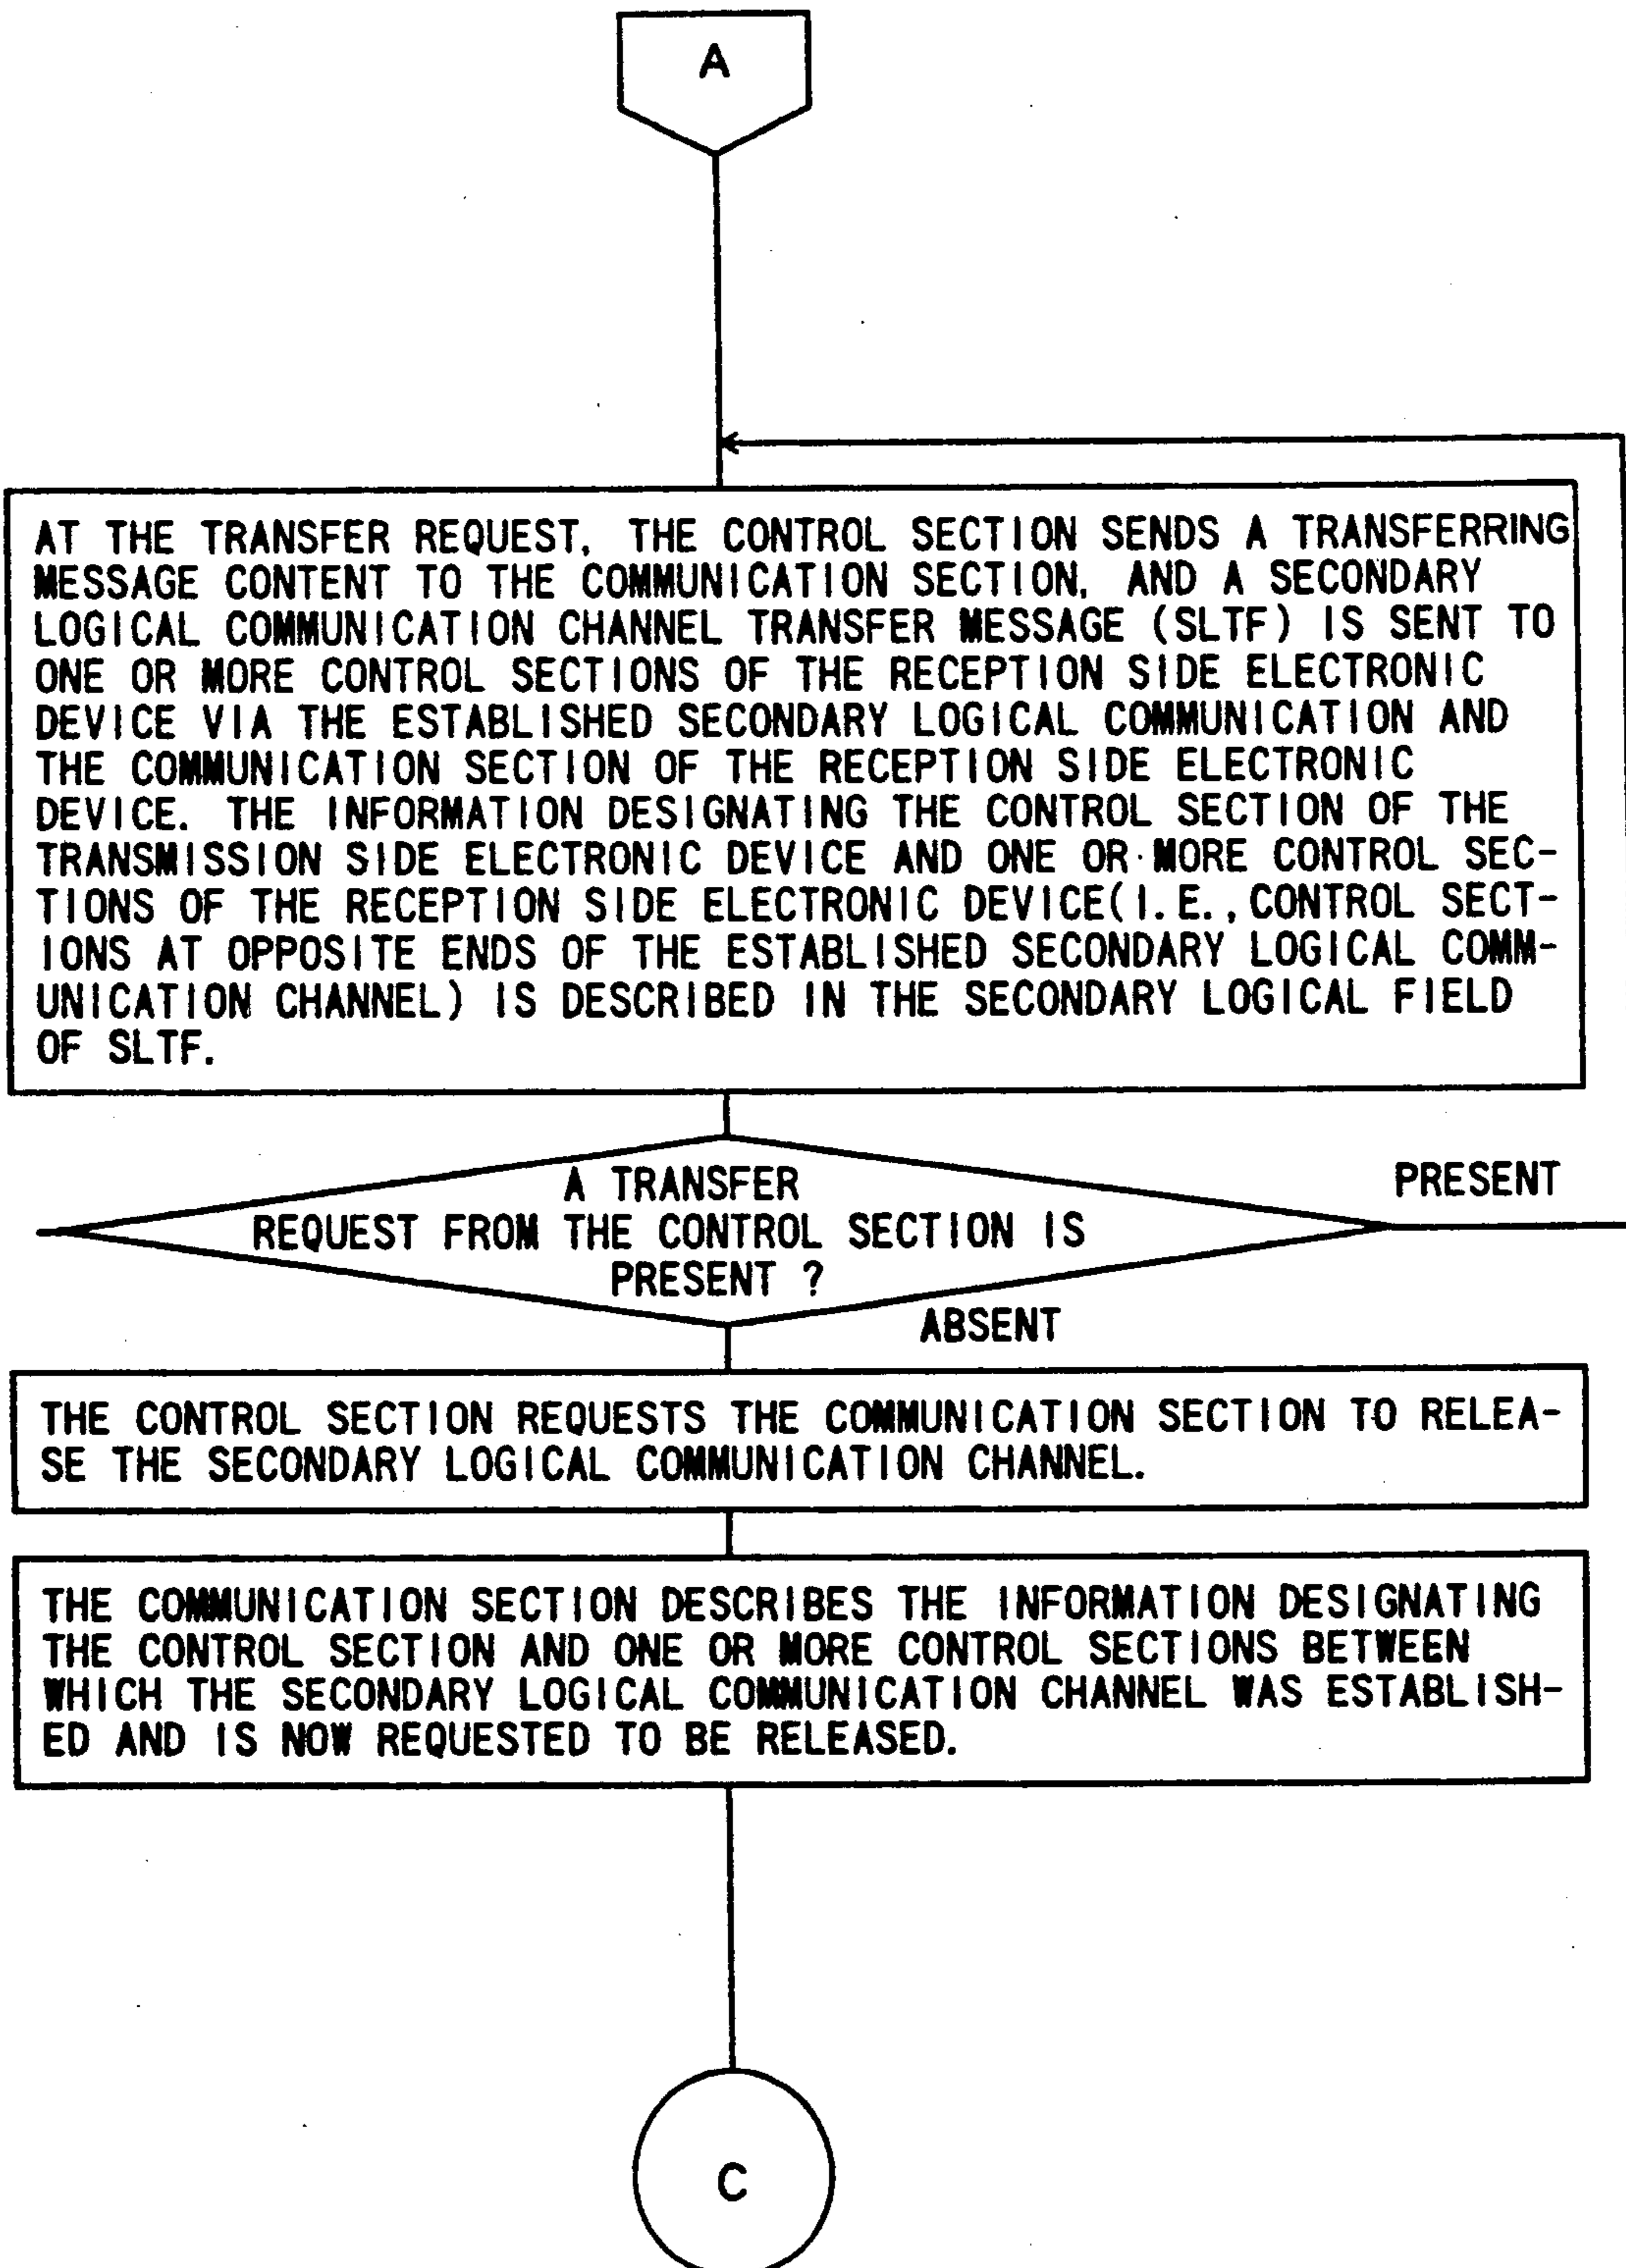 A
AT THE TRANSFER REQUEST, THE CONTROL SECTION SENDS A TRANSFERRING
MESSAGE CONTENT TO THE COMMUNICATION SECTION, AND A SECONDARY
LOGICAL COMMUNICATION CHANNEL TRANSFER MESSAGE (SLTF) IS SENT TO
ONE OR MORE CONTROL SECTIONS OF THE RECEPTION SIDE ELECTRONIC
DEVICE VIA THE ESTABLISHED SECONDARY LOGICAL COMMUNICATION AND
THE COMMUNICATION SECTION OF THE RECEPTION SIDE ELECTRONIC
DEVICE. THE INFORMATION DESIGNATING THE CONTROL SECTION OF THE
TRANSMISSION SIDE ELECTRONIC DEVICE AND ONE OR MORE CONTROL SEC-
TIONS OF THE RECEPTION SIDE ELECTRONIC DEVICE(I.E.,CONTROL SECT-
IONS AT OPPOSITE ENDS OF THE ESTABLISHED SECONDARY LOGICAL COMM-
UNICATION CHANNEL) IS DESCRIBED IN THE SECONDARY LOGICAL FIELD
OF SLTF.
A TRANSFER
REQUEST FROM THE CONTROL SECTION IS
PRESENT ?
PRESENT
ABSENT
THE CONTROL SECTION REQUESTS THE COMMUNICATION SECTION TO RELEA-
SE THE SECONDARY LOGICAL COMMUNICATION CHANNEL.
THE COMMUNICATION SECTION DESCRIBES THE INFORMATION DESIGNATING
THE CONTROL SECTION AND ONE OR MORE CONTROL SECTIONS BETWEEN
WHICH THE SECONDARY LOGICAL COMMUNICATION CHANNEL WAS ESTABLISH-
ED AND IS NOW REQUESTED TO BE RELEASED.
C